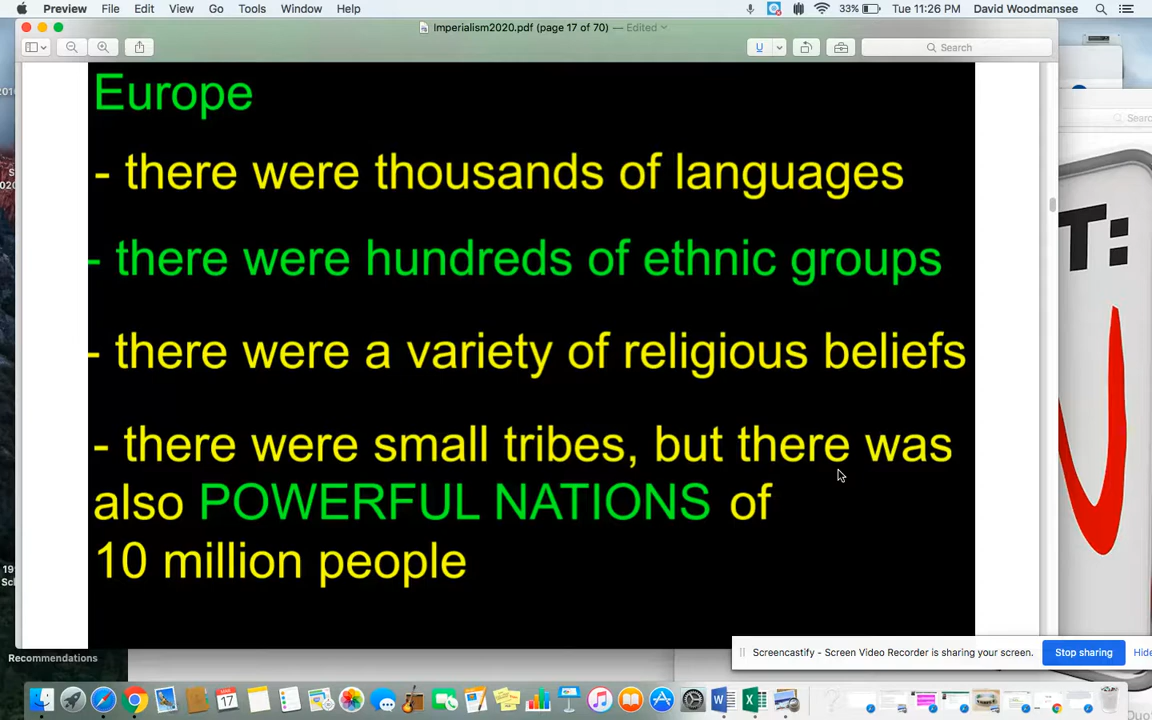 Preview File Edit View Go Tools Window Help 33% Tue 11:26 PM David Woodmansee
Imperialism2020.pdf (page 17 of 70) — Edited
U Search
Europe
- there were thousands of languages
- there were hundreds of ethnic groups
- there were a variety of religious beliefs
- there were small tribes, but there was
also POWERFUL NATIONS of
10 million people
T:
Screencastify - Screen Video Recorder is sharing your screen. Stop sharing Hide
Recommendations
17